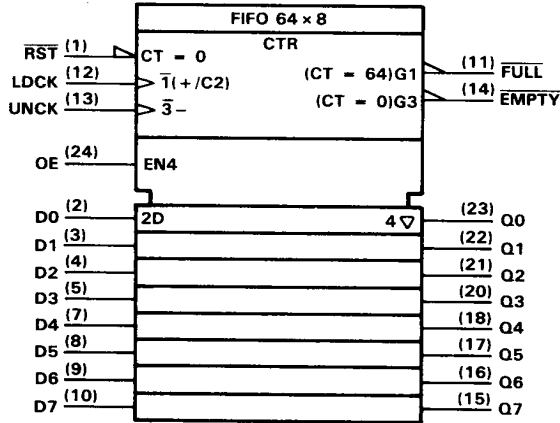 FIFO 64 × 8
CTR
R̅S̅T̅ (1) CT = 0
LDCK (12) 1̅(+/C2) (CT = 64)G1 (11) F̅U̅L̅L̅
UNCK (13) 3̅− (CT = 0)G3 (14) E̅M̅P̅T̅Y̅
OE (24) EN4
D0 (2) 2D 4 ▽ (23) Q0
D1 (3) (22) Q1
D2 (4) (21) Q2
D3 (5) (20) Q3
D4 (7) (18) Q4
D5 (8) (17) Q5
D6 (9) (16) Q6
D7 (10) (15) Q7